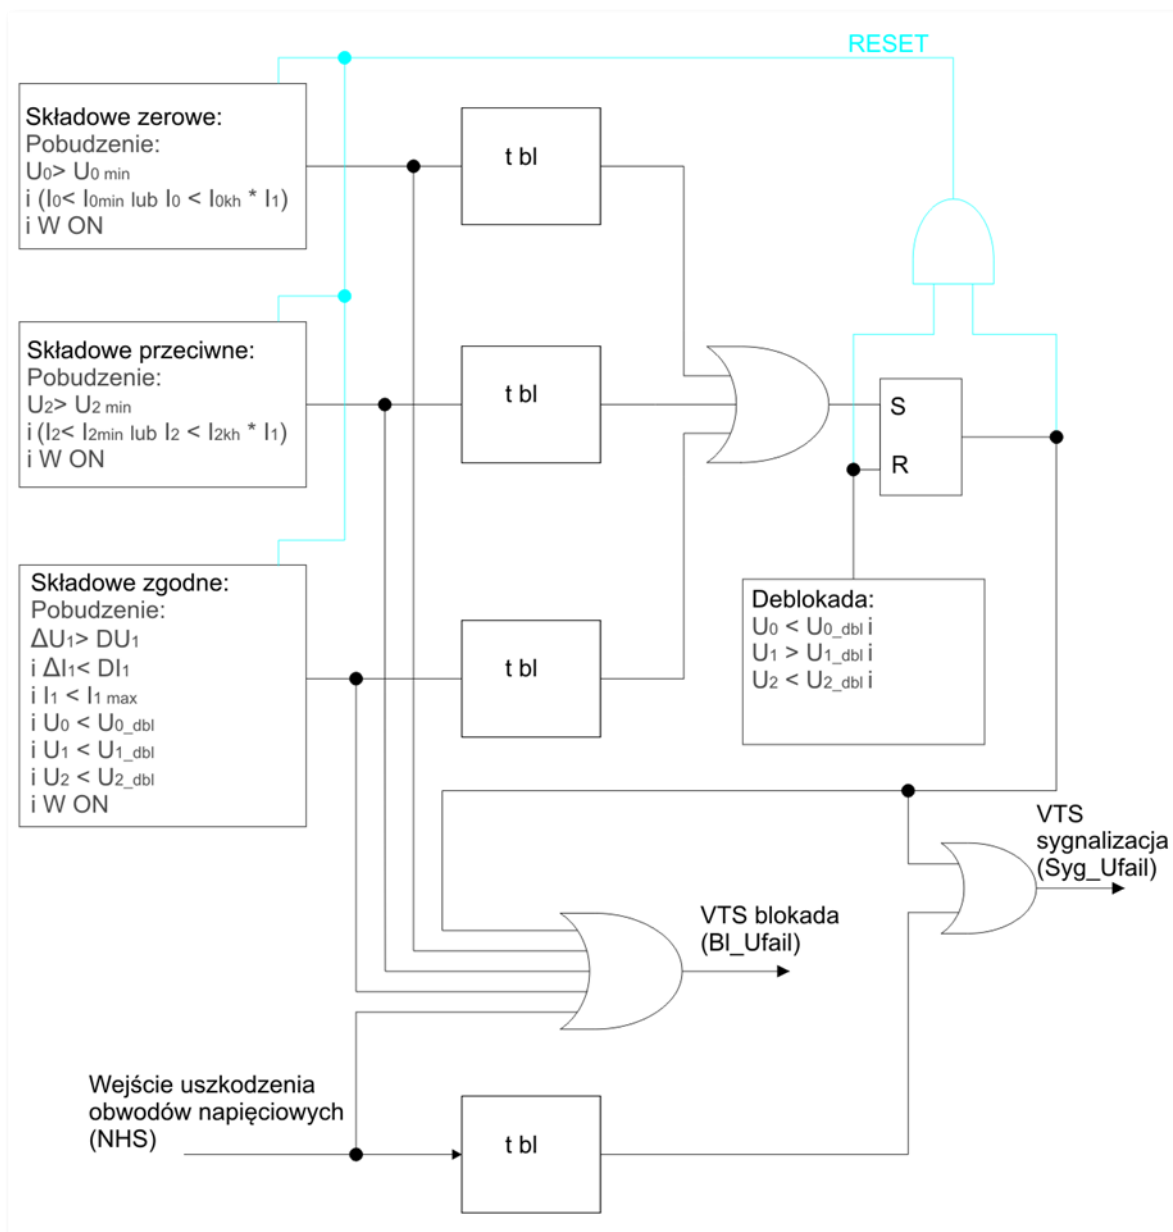 RESET
Składowe zerowe:
Pobudzenie:
U0> U0 min
i (I0< I0min lub I0 < I0kh * I1)
i W ON
t bl
Składowe przeciwne:
Pobudzenie:
U2> U2 min
i (I2< I2min lub I2 < I2kh * I1)
i W ON
t bl
S
R
Składowe zgodne:
Pobudzenie:
ΔU1> DU1
i ΔI1< DI1
i I1 < I1 max
i U0 < U0_dbl
i U1 < U1_dbl
i U2 < U2_dbl
i W ON
t bl
Deblokada:
U0 < U0_dbl i
U1 > U1_dbl i
U2 < U2_dbl i
VTS
sygnalizacja
(Syg_Ufail)
VTS blokada
(Bl_Ufail)
Wejście uszkodzenia
obwodów napięciowych
(NHS)
t bl